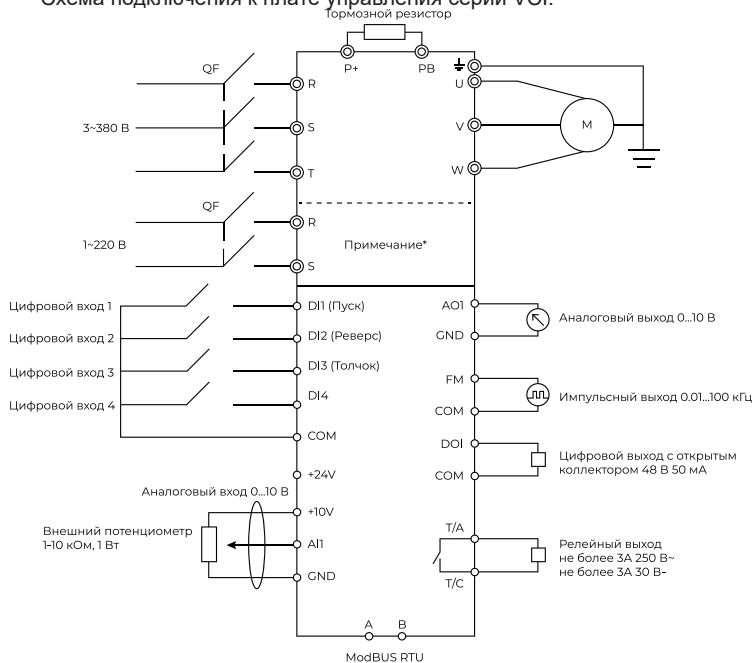 Схема подключения к плате управления серии VCI:
Тормозной резистор
P+
PB
QF
R
U
3~380 В
S
V
M
T
W
QF
R
1~220 В
Примечание*
S
Цифровой вход 1
DI1 (Пуск)
AO1
Аналоговый выход 0...10 В
Цифровой вход 2
DI2 (Реверс)
GND
Цифровой вход 3
DI3 (Толчок)
FM
Импульсный выход 0.01...100 кГц
Цифровой вход 4
DI4
COM
COM
DO1
Цифровой выход с открытым
коллектором 48 В 50 мА
+24V
COM
Аналоговый вход 0...10 В
+10V
Внешний потенциометр
1-10 кОм, 1 Вт
AI1
GND
T/A
Релейный выход
не более 3А 250 В~
не более 3А 30 В-
T/C
A
B
ModBUS RTU